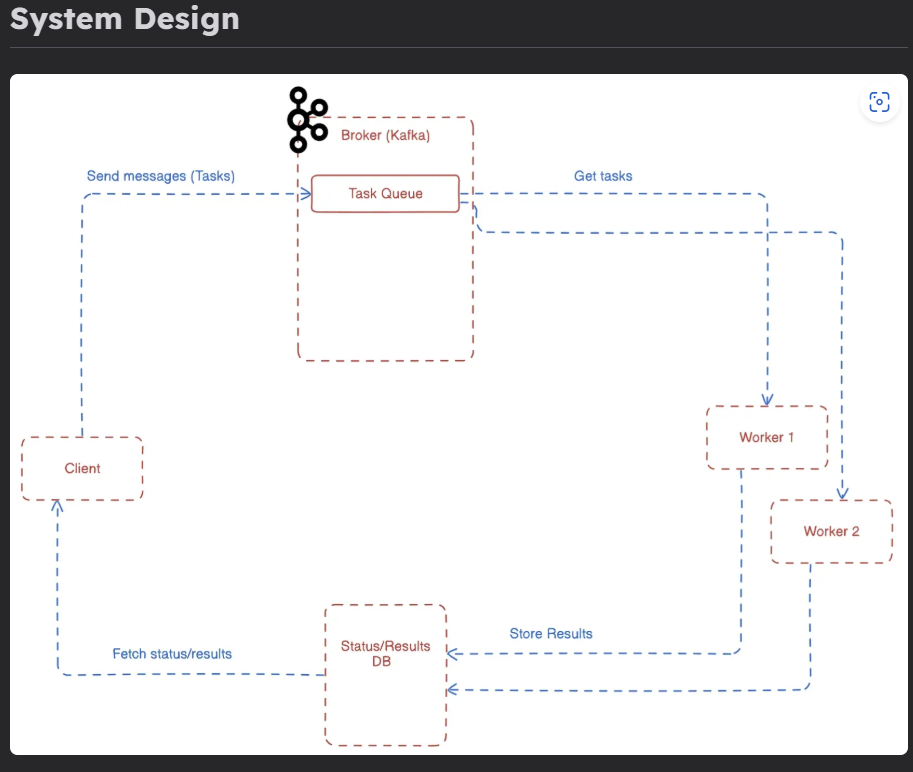 System Design
Broker (Kafka)
Send messages (Tasks)
Task Queue
Get tasks
Worker 1
Client
Worker 2
Store Results
Status/Results
DB
Fetch status/results